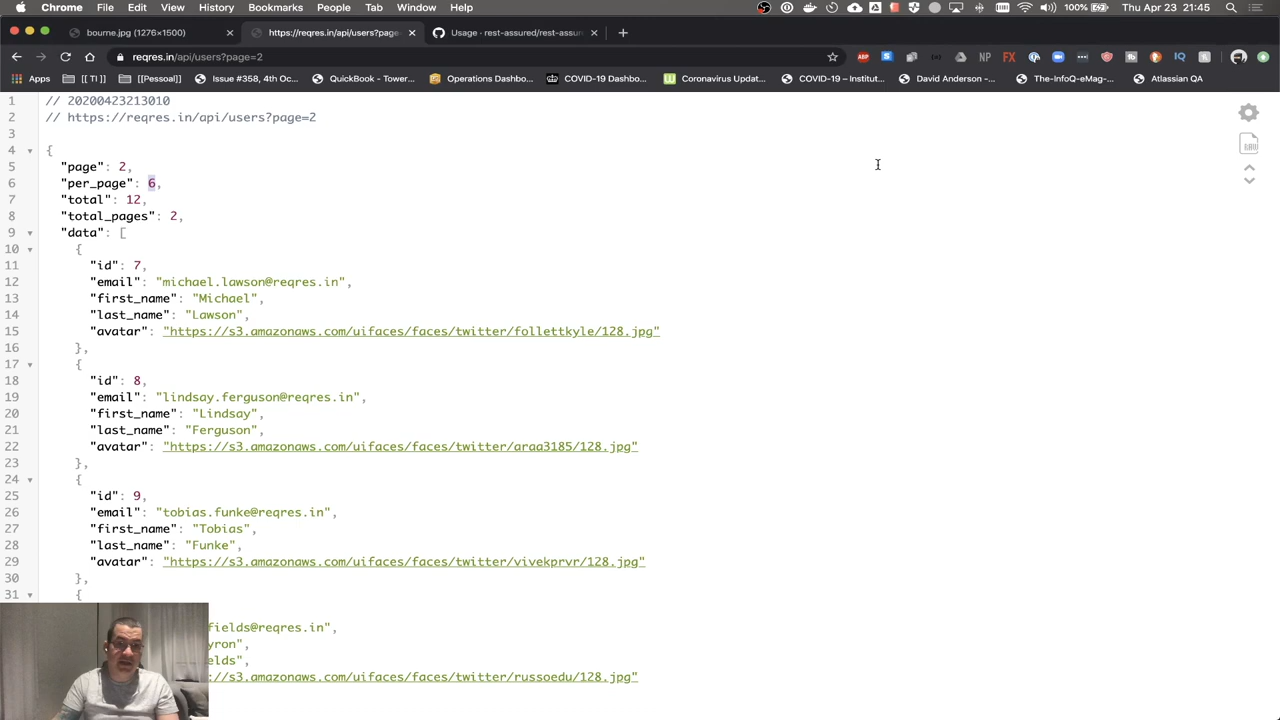 Chrome File Edit View History Bookmarks People Tab Window Help 100% Thu Apr 23 21:45
bourne.jpg (1276×1500) https://reqres.in/api/users?page= Usage · rest-assured/rest-assur
reqres.in/api/users?page=2
Apps [[ TI ]] [[Pessoal]] Issue #358, 4th Oc... QuickBook - Tower... Operations Dashbo... COVID-19 Dashbo... Coronavirus Updat... COVID-19 – Institut... David Anderson -... The-InfoQ-eMag-... Atlassian QA
1 // 20200423213010
2 // https://reqres.in/api/users?page=2
3
4 {
5 "page": 2,
6 "per_page": 6,
7 "total": 12,
8 "total_pages": 2,
9 "data": [
10 {
11 "id": 7,
12 "email": "michael.lawson@reqres.in",
13 "first_name": "Michael",
14 "last_name": "Lawson",
15 "avatar": "https://s3.amazonaws.com/uifaces/faces/twitter/follettkyle/128.jpg"
16 },
17 {
18 "id": 8,
19 "email": "lindsay.ferguson@reqres.in",
20 "first_name": "Lindsay",
21 "last_name": "Ferguson",
22 "avatar": "https://s3.amazonaws.com/uifaces/faces/twitter/araa3185/128.jpg"
23 },
24 {
25 "id": 9,
26 "email": "tobias.funke@reqres.in",
27 "first_name": "Tobias",
28 "last_name": "Funke",
29 "avatar": "https://s3.amazonaws.com/uifaces/faces/twitter/vivekprvr/128.jpg"
30 },
31 {
fields@reqres.in",
yron",
elds",
://s3.amazonaws.com/uifaces/faces/twitter/russoedu/128.jpg"